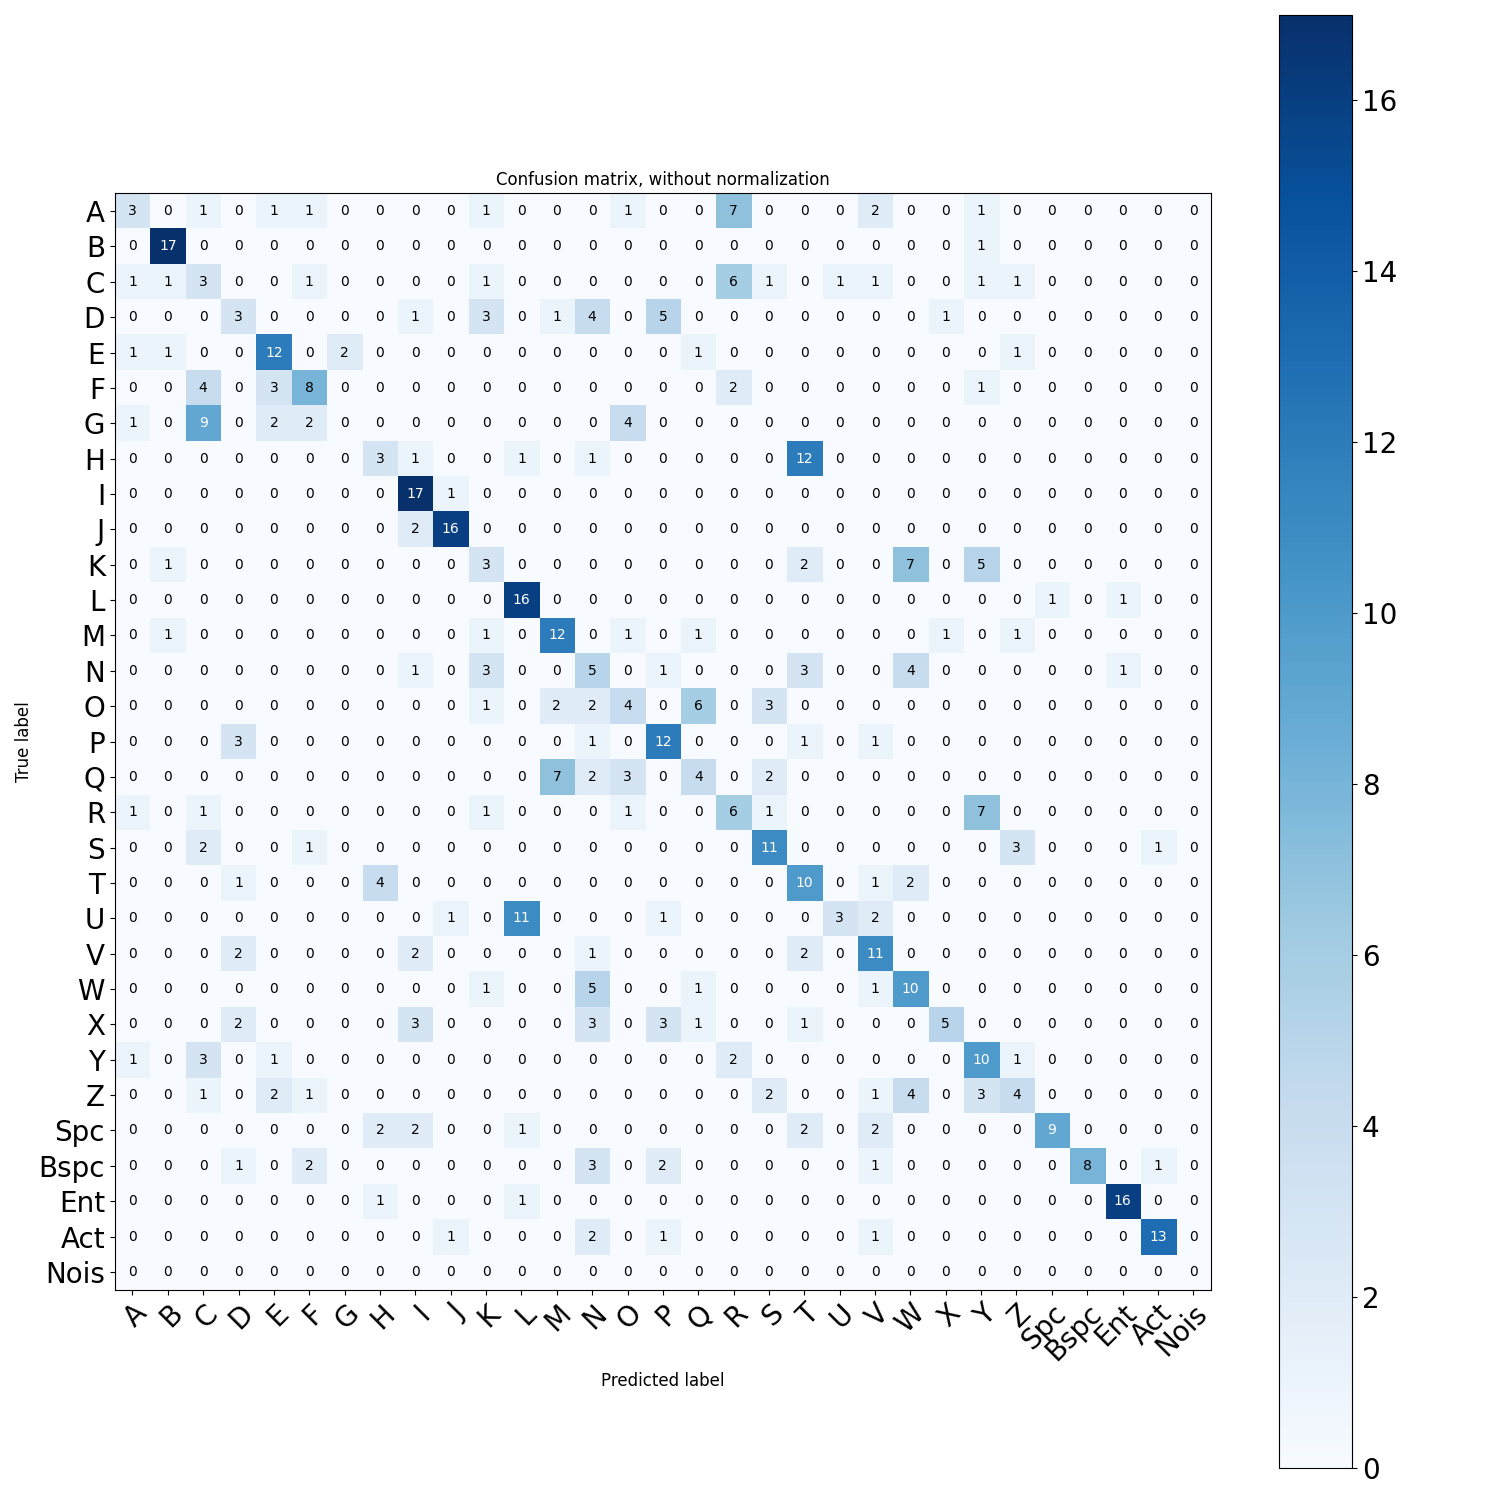 Confusion matrix, without normalization
A 3 0 1 0 1 1 0 0 0 0 1 0 0 0 1 0 0 7 0 0 0 2 0 0 1 0 0 0 0 0 0
B 0 17 0 0 0 0 0 0 0 0 0 0 0 0 0 0 0 0 0 0 0 0 0 0 1 0 0 0 0 0 0
C 1 1 3 0 0 1 0 0 0 0 1 0 0 0 0 0 0 6 1 0 1 1 0 0 1 1 0 0 0 0 0
D 0 0 0 3 0 0 0 0 1 0 3 0 1 4 0 5 0 0 0 0 0 0 0 1 0 0 0 0 0 0 0
E 1 1 0 0 12 0 2 0 0 0 0 0 0 0 0 0 1 0 0 0 0 0 0 0 0 1 0 0 0 0 0
F 0 0 4 0 3 8 0 0 0 0 0 0 0 0 0 0 0 2 0 0 0 0 0 0 1 0 0 0 0 0 0
G 1 0 9 0 2 2 0 0 0 0 0 0 0 0 4 0 0 0 0 0 0 0 0 0 0 0 0 0 0 0 0
H 0 0 0 0 0 0 0 3 1 0 0 1 0 1 0 0 0 0 0 12 0 0 0 0 0 0 0 0 0 0 0
I 0 0 0 0 0 0 0 0 17 1 0 0 0 0 0 0 0 0 0 0 0 0 0 0 0 0 0 0 0 0 0
J 0 0 0 0 0 0 0 0 2 16 0 0 0 0 0 0 0 0 0 0 0 0 0 0 0 0 0 0 0 0 0
K 0 1 0 0 0 0 0 0 0 0 3 0 0 0 0 0 0 0 0 2 0 0 7 0 5 0 0 0 0 0 0
L 0 0 0 0 0 0 0 0 0 0 0 16 0 0 0 0 0 0 0 0 0 0 0 0 0 0 1 0 1 0 0
M 0 1 0 0 0 0 0 0 0 0 1 0 12 0 1 0 1 0 0 0 0 0 0 1 0 1 0 0 0 0 0
N 0 0 0 0 0 0 0 0 1 0 3 0 0 5 0 1 0 0 0 3 0 0 4 0 0 0 0 0 1 0 0
O 0 0 0 0 0 0 0 0 0 0 1 0 2 2 4 0 6 0 3 0 0 0 0 0 0 0 0 0 0 0 0
P 0 0 0 3 0 0 0 0 0 0 0 0 0 1 0 12 0 0 0 1 0 1 0 0 0 0 0 0 0 0 0
Q 0 0 0 0 0 0 0 0 0 0 0 0 7 2 3 0 4 0 2 0 0 0 0 0 0 0 0 0 0 0 0
R 1 0 1 0 0 0 0 0 0 0 1 0 0 0 1 0 0 6 1 0 0 0 0 0 7 0 0 0 0 0 0
S 0 0 2 0 0 1 0 0 0 0 0 0 0 0 0 0 0 0 11 0 0 0 0 0 0 3 0 0 0 1 0
T 0 0 0 1 0 0 0 4 0 0 0 0 0 0 0 0 0 0 0 10 0 1 2 0 0 0 0 0 0 0 0
U 0 0 0 0 0 0 0 0 0 1 0 11 0 0 0 1 0 0 0 0 3 2 0 0 0 0 0 0 0 0 0
V 0 0 0 2 0 0 0 0 2 0 0 0 0 1 0 0 0 0 0 2 0 11 0 0 0 0 0 0 0 0 0
W 0 0 0 0 0 0 0 0 0 0 1 0 0 5 0 0 1 0 0 0 0 1 10 0 0 0 0 0 0 0 0
X 0 0 0 2 0 0 0 0 3 0 0 0 0 3 0 3 1 0 0 1 0 0 0 5 0 0 0 0 0 0 0
Y 1 0 3 0 1 0 0 0 0 0 0 0 0 0 0 0 0 2 0 0 0 0 0 0 10 1 0 0 0 0 0
Z 0 0 1 0 2 1 0 0 0 0 0 0 0 0 0 0 0 0 2 0 0 1 4 0 3 4 0 0 0 0 0
Spc 0 0 0 0 0 0 0 2 2 0 0 1 0 0 0 0 0 0 0 2 0 2 0 0 0 0 9 0 0 0 0
Bspc 0 0 0 1 0 2 0 0 0 0 0 0 0 3 0 2 0 0 0 0 0 1 0 0 0 0 0 8 0 1 0
Ent 0 0 0 0 0 0 0 1 0 0 0 1 0 0 0 0 0 0 0 0 0 0 0 0 0 0 0 0 16 0 0
Act 0 0 0 0 0 0 0 0 0 1 0 0 0 2 0 1 0 0 0 0 0 1 0 0 0 0 0 0 0 13 0
Nois 0 0 0 0 0 0 0 0 0 0 0 0 0 0 0 0 0 0 0 0 0 0 0 0 0 0 0 0 0 0 0
A B C D E F G H I J K L M N O P Q R S T U V W X Y Z Spc Bspc Ent Act Nois
Predicted label
True label
16
14
12
10
8
6
4
2
0